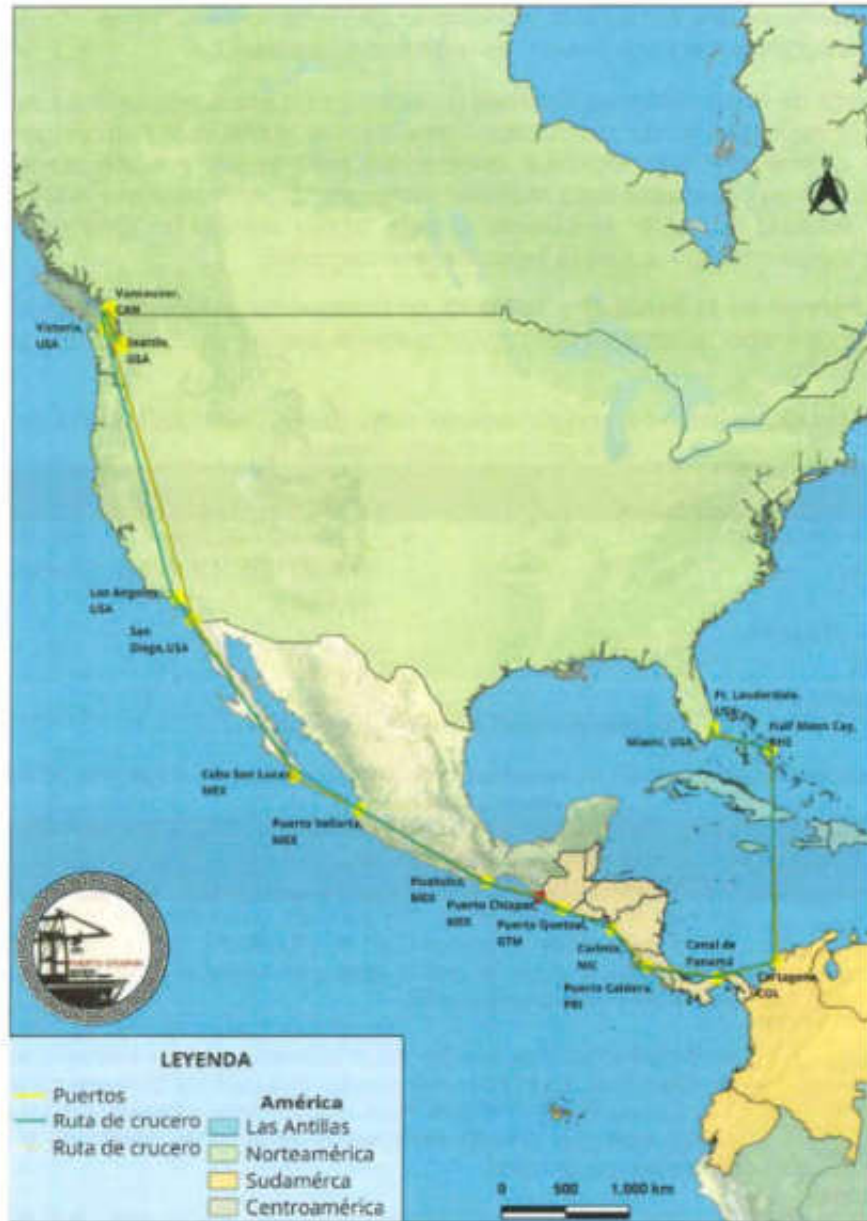 N
Vancouver,
CAN
Victoria,
USA
Seattle,
USA
Los Angeles,
USA
San
Diego, USA
Ft. Lauderdale,
USA
Miami, USA
Half Moon Cay,
BHS
Cabo San Lucas,
MEX
Puerto Vallarta,
MEX
Huatulco,
MEX
Puerto Chiapas,
MEX
Puerto Quetzal,
GTM
Corinto,
NIC
Canal de
Panamá
Puerto Caldera,
Cartagena,
COL
LEYENDA
Puertos
Ruta de crucero
Ruta de crucero
América
Las Antillas
Norteamérica
Sudamérca
Centroamérica
0 500 1,000 km